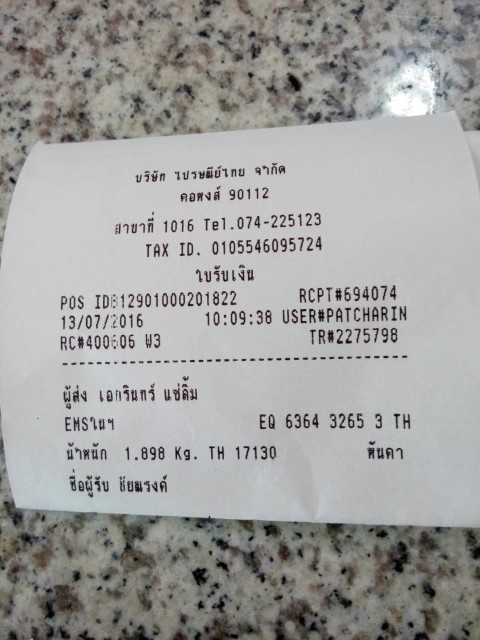 บริษัท ไปรษณีย์ไทย จำกัด
คอหงส์ 90112
สาขาที่ 1016 Tel.074-225123
TAX ID. 0105546095724
ใบรับเงิน
POS ID#12901000201822 RCPT#694074
13/07/2016 10:09:38 USER#PATCHARIN
RC#400606 W3 TR#2275798
ผู้ส่ง เอกรินทร์ แซ่ลิ้ม
EMSในฯ EQ 6364 3265 3 TH
น้ำหนัก 1.898 Kg. TH 17130 หันคา
ชื่อผู้รับ ชัยณรงค์